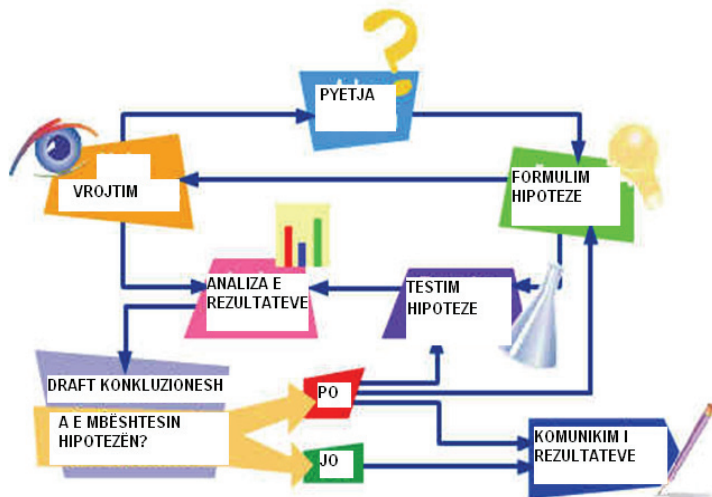 PYETJA
VROJTIM
FORMULIM
HIPOTEZE
ANALIZA E
REZULTATEVE
TESTIM
HIPOTEZE
DRAFT KONKLUZIONESH
A E MBËSHTESIN
HIPOTEZËN?
PO
JO
KOMUNIKIM I
REZULTATEVE